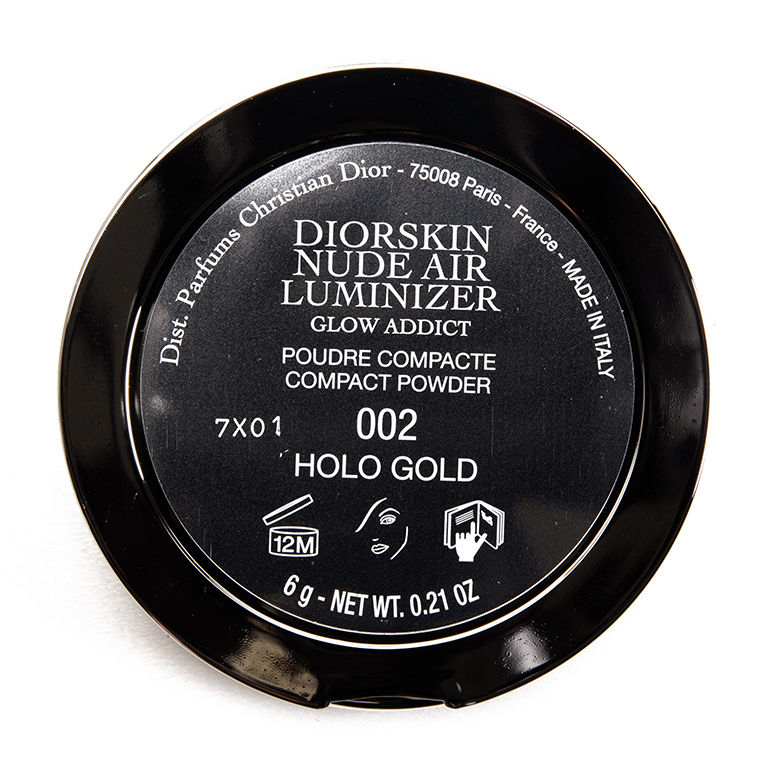 Dist. Parfums Christian Dior - 75008 Paris - France - MADE IN ITALY
DIORSKIN
NUDE AIR
LUMINIZER
GLOW ADDICT
POUDRE COMPACTE
COMPACT POWDER
7X01 002
HOLO GOLD
12M
6 g - NET WT. 0.21 OZ